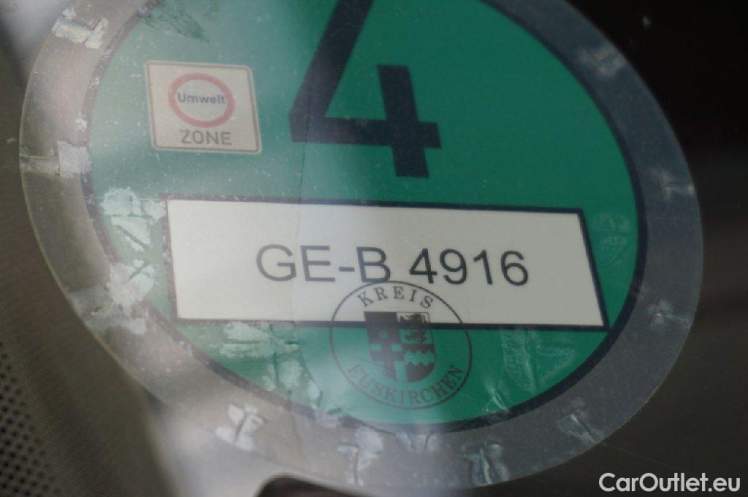 4
Umwelt
ZONE
GE-B 4916
KREIS
EUSKIRCHEN
CarOutlet.eu